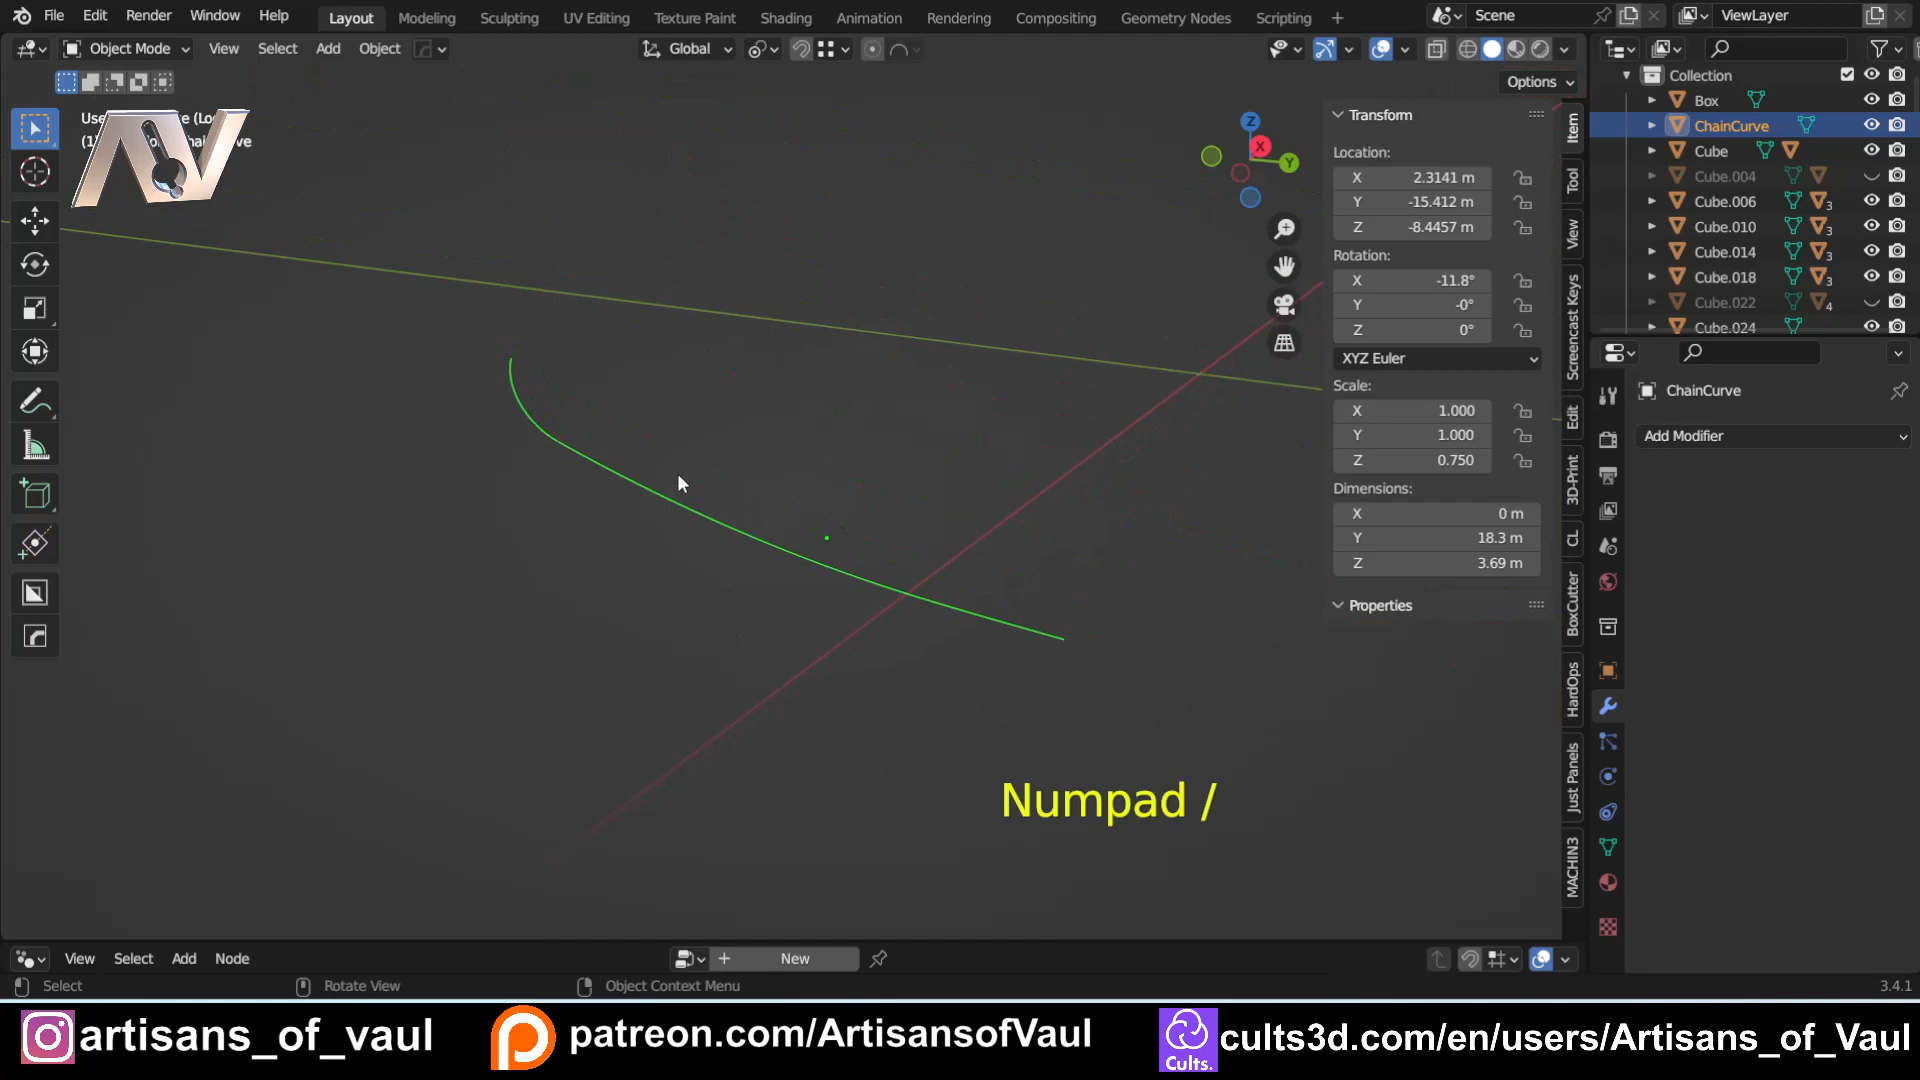 File Edit Render Window Help Layout Modeling Sculpting UV Editing Texture Paint Shading Animation Rendering Compositing Geometry Nodes Scripting + Scene ViewLayer
Object Mode View Select Add Object Global
Options
Collection
Box
ChainCurve
Cube
Cube.004
Cube.006
Cube.010
Cube.014
Cube.018
Cube.022
Cube.024
AV
Z
X
Y
Transform
Location:
X 2.3141 m
Y -15.412 m
Z -8.4457 m
Rotation:
X -11.8°
Y -0°
Z 0°
XYZ Euler
Scale:
X 1.000
Y 1.000
Z 0.750
Dimensions:
X 0 m
Y 18.3 m
Z 3.69 m
Properties
Item
Tool
View
Screencast Keys
Edit
3D-Print
CL
BoxCutter
HardOps
Just Panels
MACHIN3
ChainCurve
Add Modifier
Numpad /
View Select Add Node + New
Select Rotate View Object Context Menu 3.4.1
artisans_of_vaul patreon.com/ArtisansofVaul Cults. cults3d.com/en/users/Artisans_of_Vaul